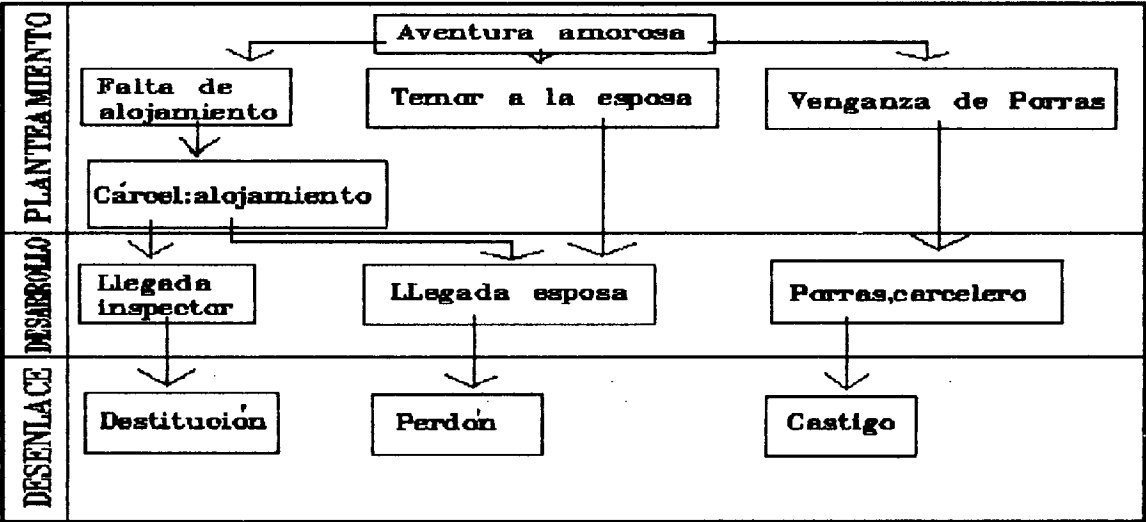 PLANTEAMIENTO
Aventura amorosa
Falta de
alojamiento
Temor a la esposa
Venganza de Porras
Cárcel:alojamiento
DESARROLLO
Llegada
inspector
LLegada esposa
Porras,carcelero
DESENLACE
Destitución
Perdón
Castigo